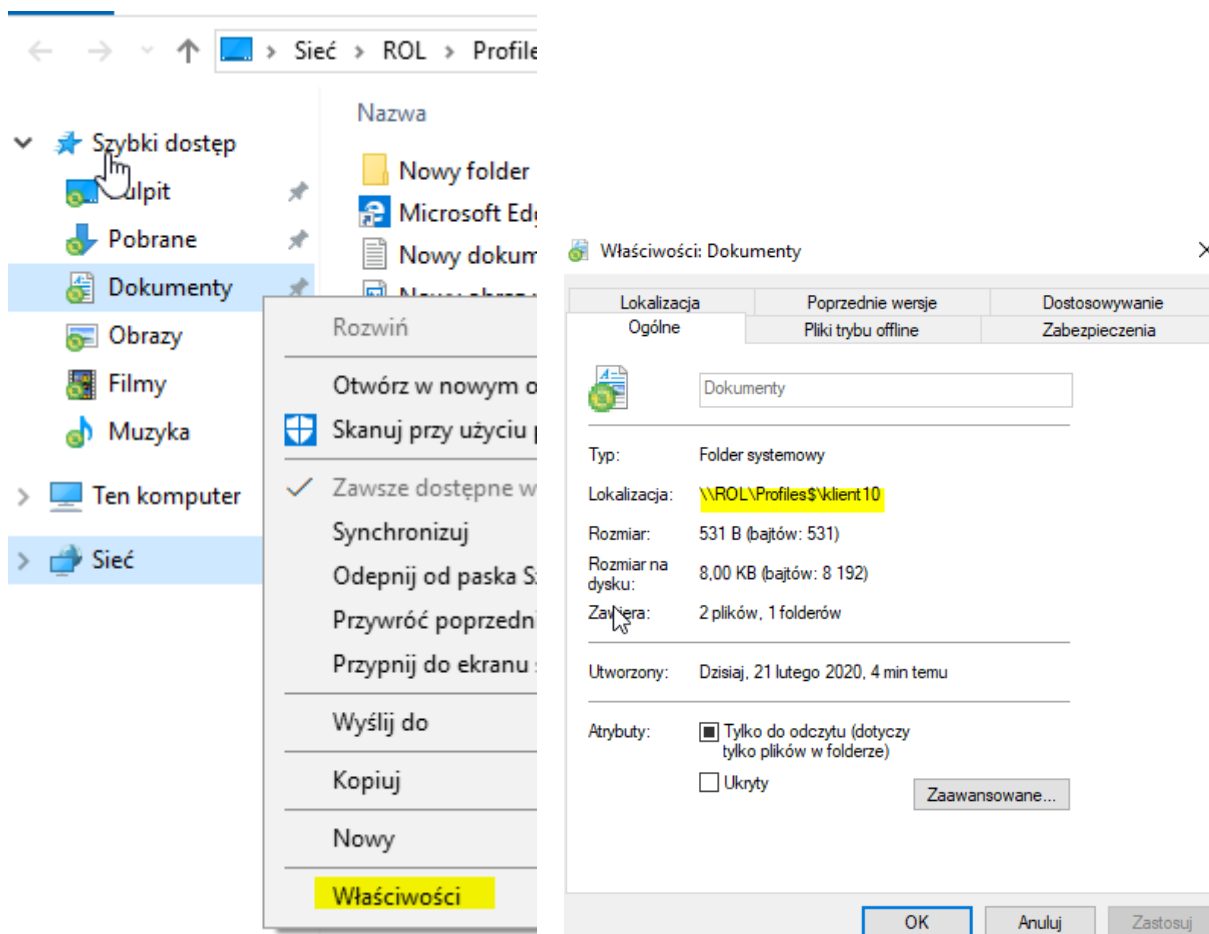 Sieć > ROL > Profile
Nazwa
Szybki dostęp
Pulpit
Pobrane
Dokumenty
Obrazy
Filmy
Muzyka
Ten komputer
Sieć
Nowy folder
Microsoft Edg
Nowy dokum
Nowy obraz
Rozwiń
Otwórz w nowym o
Skanuj przy użyciu p
Zawsze dostępne w
Synchronizuj
Odepnij od paska S
Przywróć poprzedni
Przypnij do ekranu s
Wyślij do
Kopiuj
Nowy
Właściwości
Właściwości: Dokumenty
Lokalizacja
Poprzednie wersje
Dostosowywanie
Ogólne
Pliki trybu offline
Zabezpieczenia
Dokumenty
Typ: Folder systemowy
Lokalizacja: \\ROL\Profiles$\klient10
Rozmiar: 531 B (bajtów: 531)
Rozmiar na
dysku: 8,00 KB (bajtów: 8 192)
Zawiera: 2 plików, 1 folderów
Utworzony: Dzisiaj, 21 lutego 2020, 4 min temu
Atrybuty: Tylko do odczytu (dotyczy
tylko plików w folderze)
Ukryty
Zaawansowane...
OK
Anuluj
Zastosuj